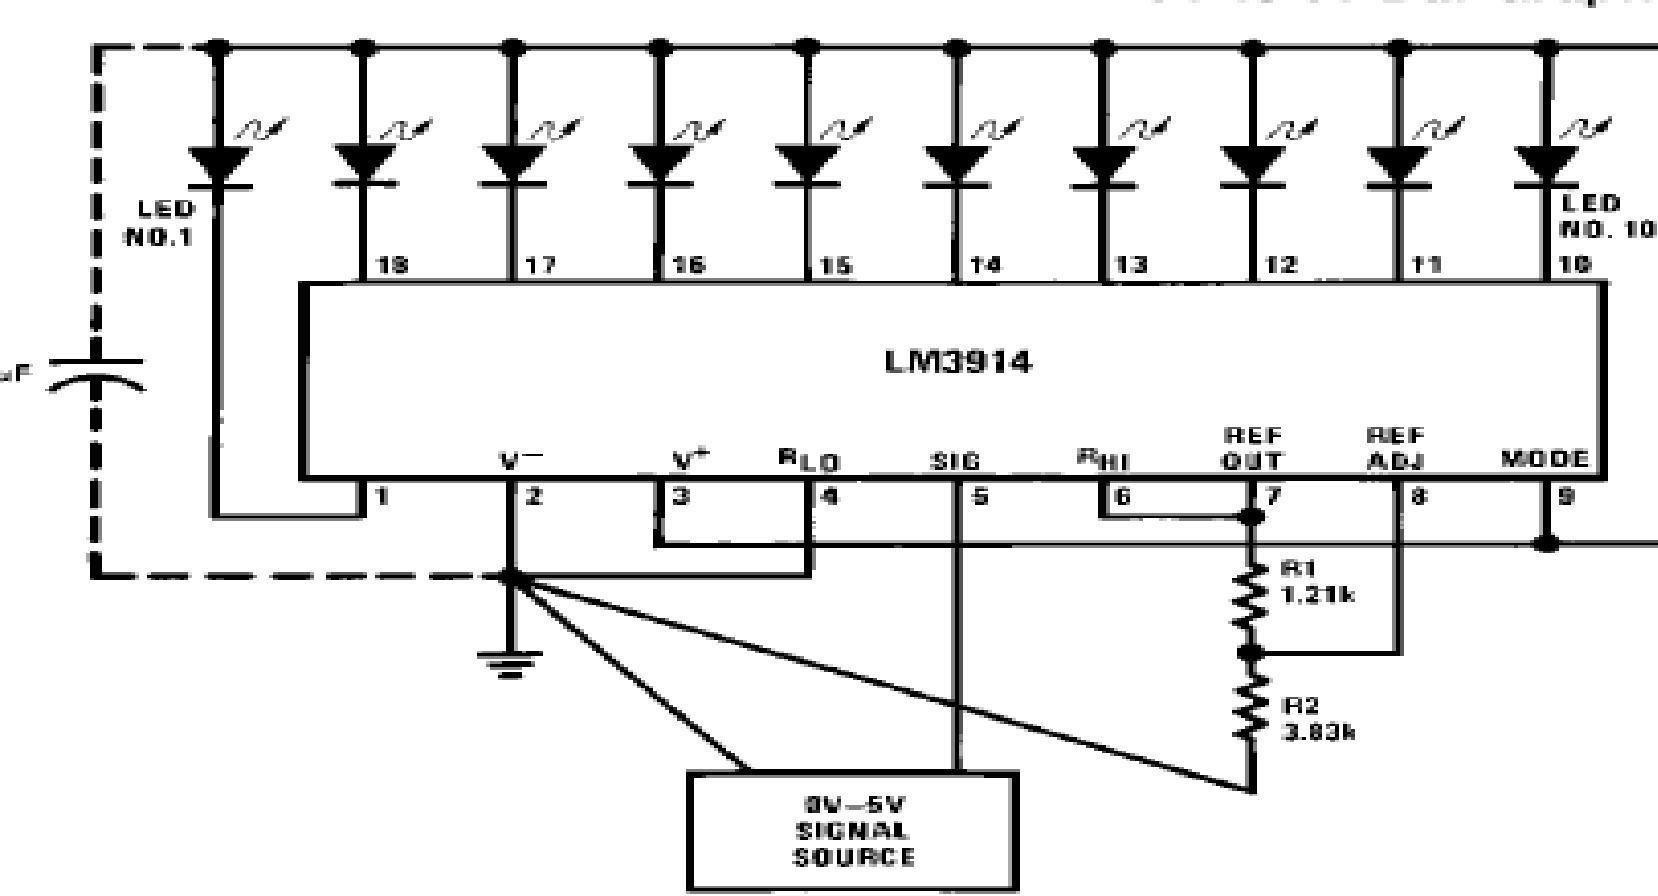 LED
NO.1
LED
NO. 10
18
17
16
15
14
13
12
11
10
LM3914
V−
V+
RLO
SIG
RHI
REF
OUT
REF
ADJ
MODE
1
2
3
4
5
6
7
8
9
R1
1.21k
R2
3.83k
0V–5V
SIGNAL
SOURCE